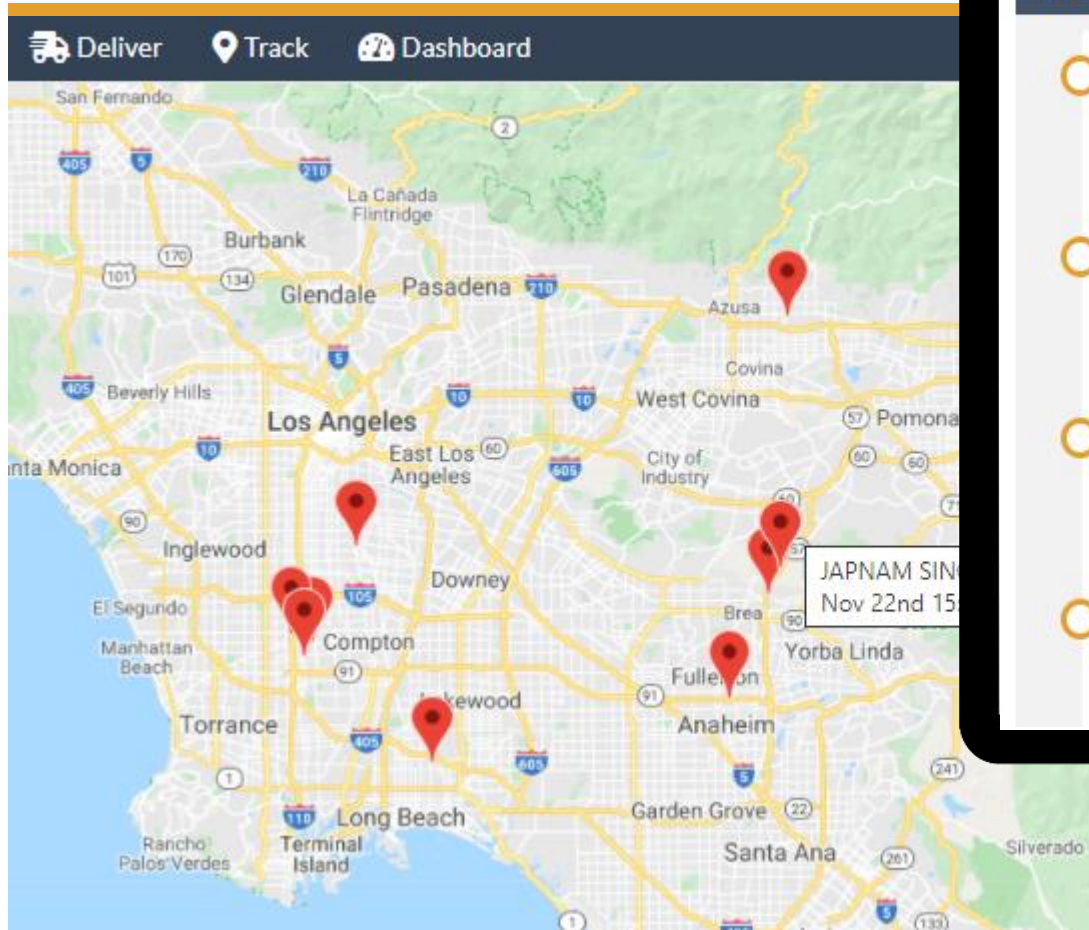 Deliver Track Dashboard
San Fernando
2
405 5 210
La Cañada
Flintridge
Burbank
170
101 134
Glendale Pasadena 210
Azusa
5
Covina
405 Beverly Hills 10 10 West Covina
Los Angeles 57 Pomona
10 East Los 60
Angeles
nta Monica 605 City of
Industry
60 60
90 60
Inglewood 57
JAPNAM SIN
Nov 22nd 15
Downey
105
El Segundo Brea 90
Compton
Manhattan
Beach
91 Yorba Linda
Fuller on
91
kewood
Torrance 405 Anaheim
605
1 5 241
110 Long Beach Garden Grove 22
Rancho
Palos Verdes
Terminal
Island
Santa Ana 261 Silverado
1 5 133